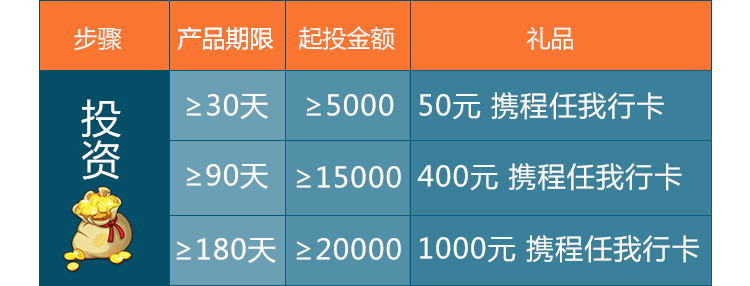 步骤 产品期限 起投金额 礼品
投资
≥30天 ≥5000 50元 携程任我行卡
≥90天 ≥15000 400元 携程任我行卡
≥180天 ≥20000 1000元 携程任我行卡